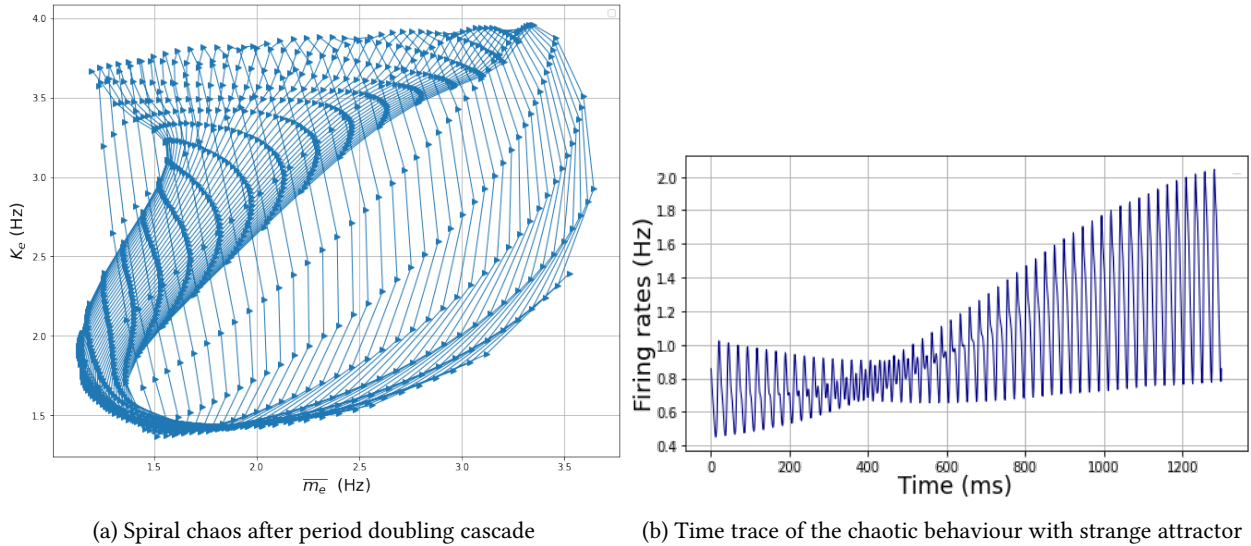 4.0
3.5
3.0
2.5
2.0
1.5
K_e (Hz)
1.5 2.0 2.5 3.0 3.5
\overline{m_e} (Hz)
(a) Spiral chaos after period doubling cascade
2.0
1.8
1.6
1.4
1.2
1.0
0.8
0.6
0.4
Firing rates (Hz)
0 200 400 600 800 1000 1200
Time (ms)
(b) Time trace of the chaotic behaviour with strange attractor